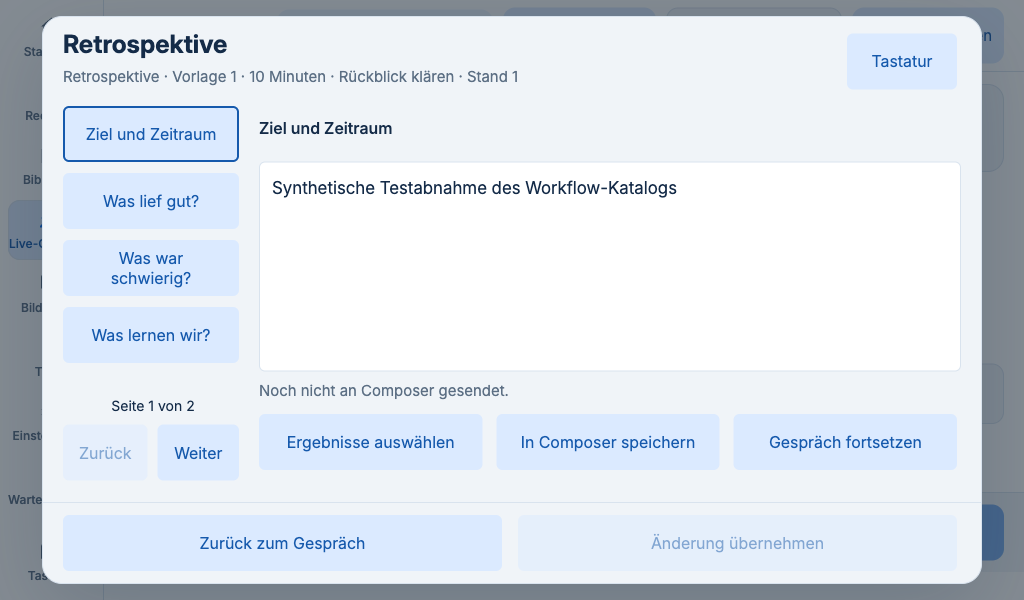 Retrospektive
Retrospektive · Vorlage 1 · 10 Minuten · Rückblick klären · Stand 1
Tastatur
Ziel und Zeitraum
Was lief gut?
Was war
schwierig?
Was lernen wir?
Seite 1 von 2
Zurück
Weiter
Ziel und Zeitraum
Synthetische Testabnahme des Workflow-Katalogs
Noch nicht an Composer gesendet.
Ergebnisse auswählen
In Composer speichern
Gespräch fortsetzen
Zurück zum Gespräch
Änderung übernehmen